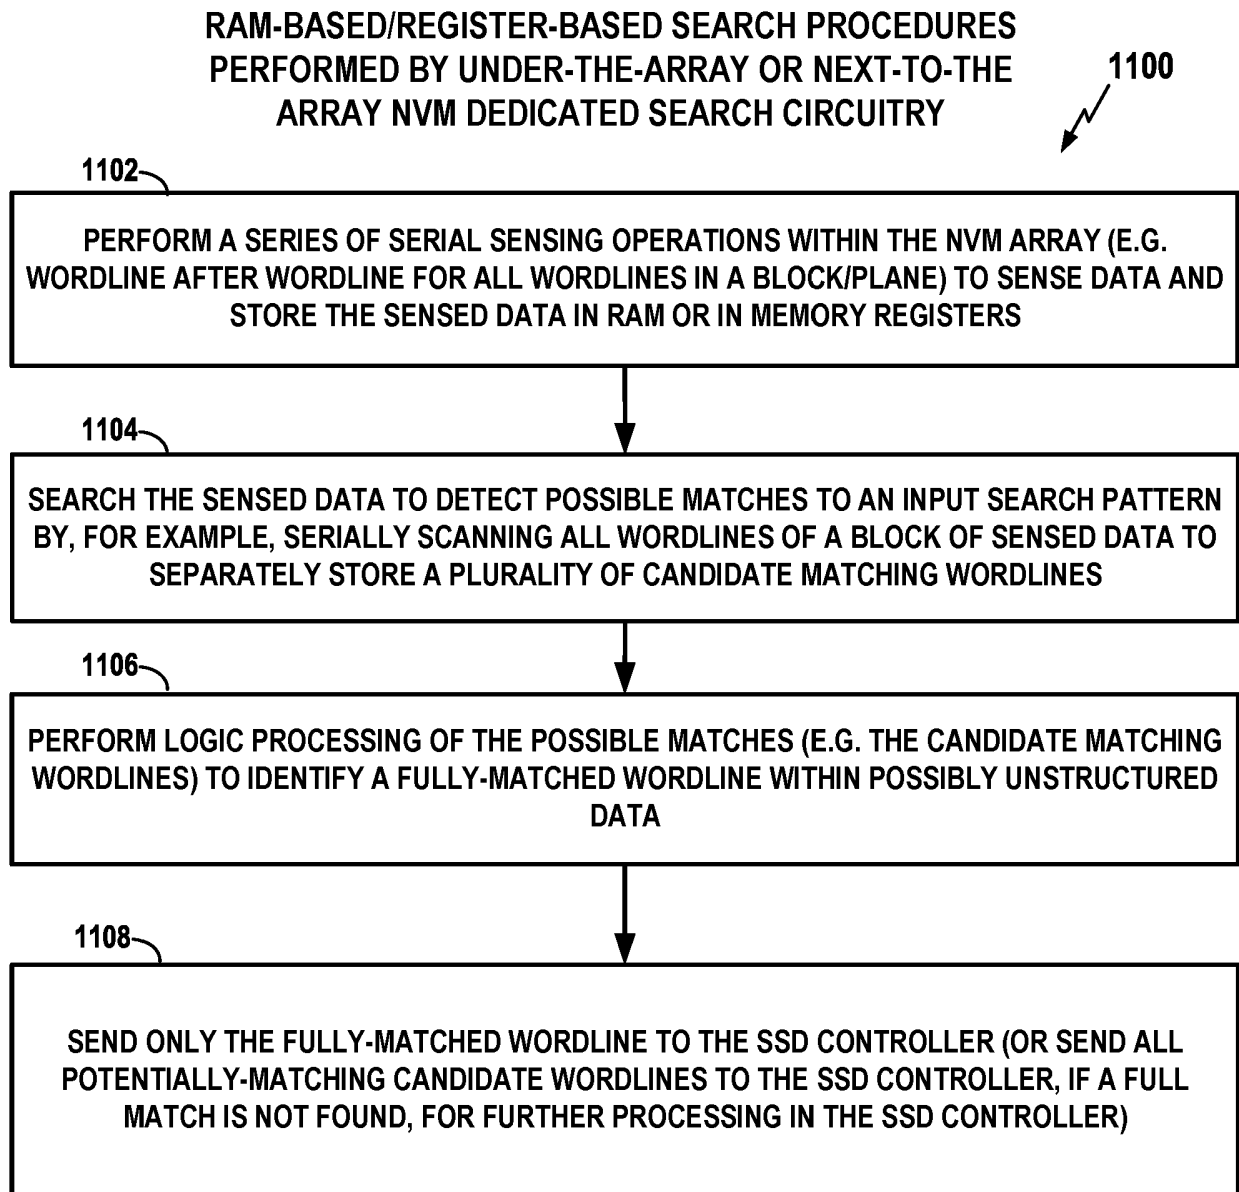 RAM-BASED/REGISTER-BASED SEARCH PROCEDURES
PERFORMED BY UNDER-THE-ARRAY OR NEXT-TO-THE
ARRAY NVM DEDICATED SEARCH CIRCUITRY
1100
1102
PERFORM A SERIES OF SERIAL SENSING OPERATIONS WITHIN THE NVM ARRAY (E.G.
WORDLINE AFTER WORDLINE FOR ALL WORDLINES IN A BLOCK/PLANE) TO SENSE DATA AND
STORE THE SENSED DATA IN RAM OR IN MEMORY REGISTERS
1104
SEARCH THE SENSED DATA TO DETECT POSSIBLE MATCHES TO AN INPUT SEARCH PATTERN
BY, FOR EXAMPLE, SERIALLY SCANNING ALL WORDLINES OF A BLOCK OF SENSED DATA TO
SEPARATELY STORE A PLURALITY OF CANDIDATE MATCHING WORDLINES
1106
PERFORM LOGIC PROCESSING OF THE POSSIBLE MATCHES (E.G. THE CANDIDATE MATCHING
WORDLINES) TO IDENTIFY A FULLY-MATCHED WORDLINE WITHIN POSSIBLY UNSTRUCTURED
DATA
1108
SEND ONLY THE FULLY-MATCHED WORDLINE TO THE SSD CONTROLLER (OR SEND ALL
POTENTIALLY-MATCHING CANDIDATE WORDLINES TO THE SSD CONTROLLER, IF A FULL
MATCH IS NOT FOUND, FOR FURTHER PROCESSING IN THE SSD CONTROLLER)